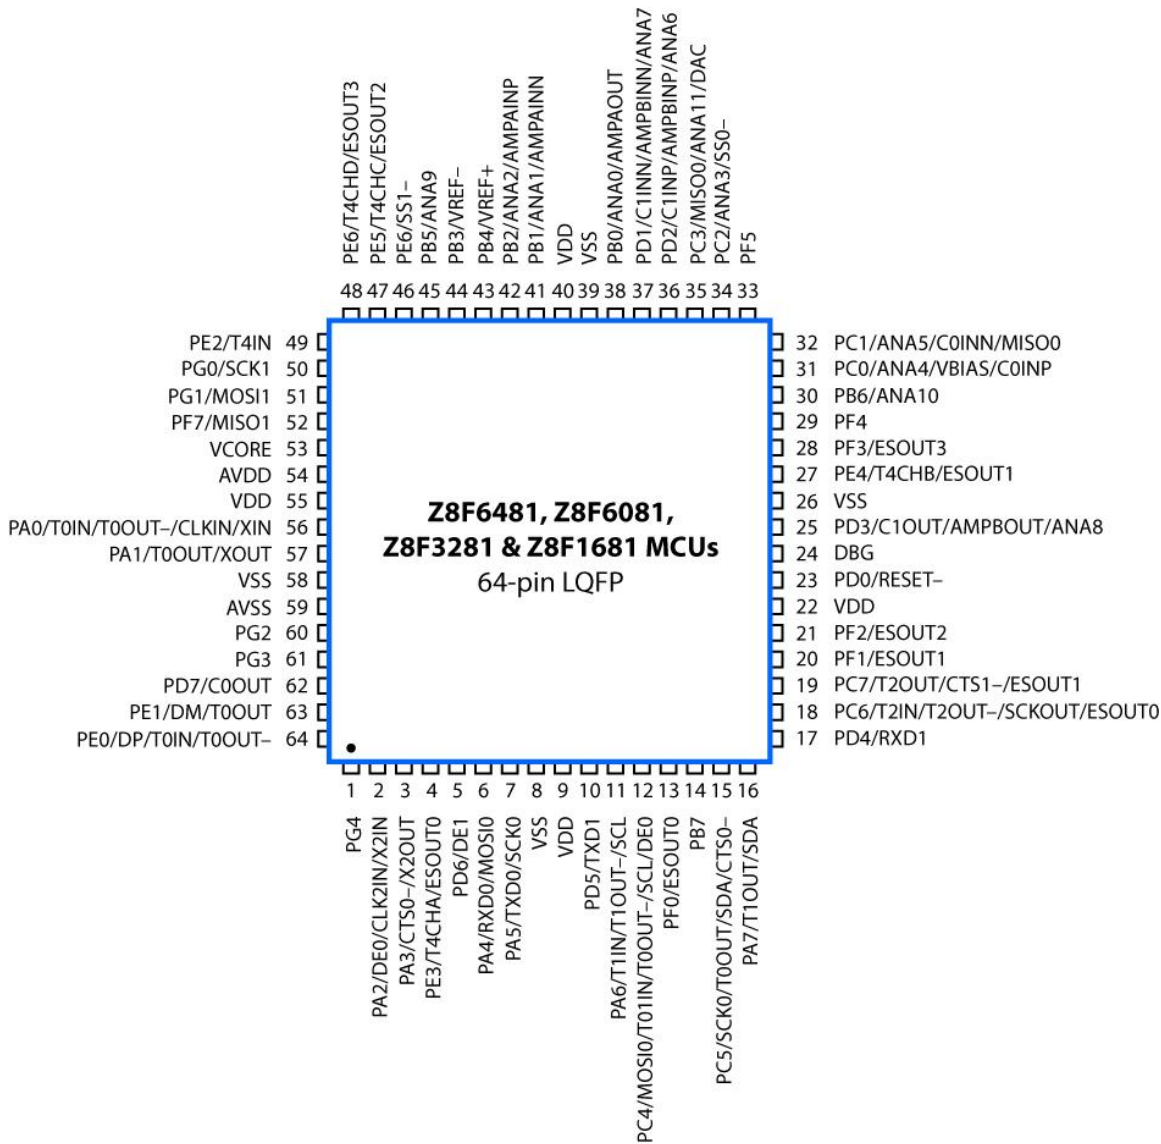 PE6/T4CHD/ESOUT3
PE5/T4CHC/ESOUT2
PE6/SS1–
PB5/ANA9
PB3/VREF–
PB4/VREF+
PB2/ANA2/AMPAINP
PB1/ANA1/AMPAINN
VDD
VSS
PB0/ANA0/AMPAOUT
PD1/C1INN/AMPBINN/ANA7
PD2/C1INP/AMPBINP/ANA6
PC3/MISO0/ANA11/DAC
PC2/ANA3/SS0–
PF5
48 47 46 45 44 43 42 41 40 39 38 37 36 35 34 33
PE2/T4IN 49
PG0/SCK1 50
PG1/MOSI1 51
PF7/MISO1 52
VCORE 53
AVDD 54
VDD 55
PA0/T0IN/T0OUT–/CLKIN/XIN 56
PA1/T0OUT/XOUT 57
VSS 58
AVSS 59
PG2 60
PG3 61
PD7/C0OUT 62
PE1/DM/T0OUT 63
PE0/DP/T0IN/T0OUT– 64
Z8F6481, Z8F6081,
Z8F3281 & Z8F1681 MCUs
64-pin LQFP
32 PC1/ANA5/C0INN/MISO0
31 PC0/ANA4/VBIAS/C0INP
30 PB6/ANA10
29 PF4
28 PF3/ESOUT3
27 PE4/T4CHB/ESOUT1
26 VSS
25 PD3/C1OUT/AMPBOUT/ANA8
24 DBG
23 PD0/RESET–
22 VDD
21 PF2/ESOUT2
20 PF1/ESOUT1
19 PC7/T2OUT/CTS1–/ESOUT1
18 PC6/T2IN/T2OUT–/SCKOUT/ESOUT0
17 PD4/RXD1
1 2 3 4 5 6 7 8 9 10 11 12 13 14 15 16
PG4
PA2/DE0/CLK2IN/X2IN
PA3/CTS0–/X2OUT
PE3/T4CHA/ESOUT0
PD6/DE1
PA4/RXD0/MOSI0
PA5/TXD0/SCK0
VSS
VDD
PD5/TXD1
PA6/T1IN/T1OUT–/SCL
PC4/MOSI0/T01IN/T0OUT–/SCL/DE0
PF0/ESOUT0
PB7
PC5/SCK0/T0OUT/SDA/CTS0–
PA7/T1OUT/SDA